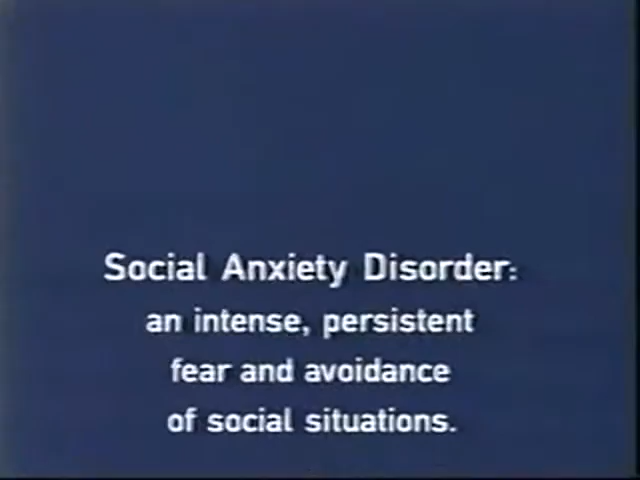 Social Anxiety Disorder:
an intense, persistent
fear and avoidance
of social situations.